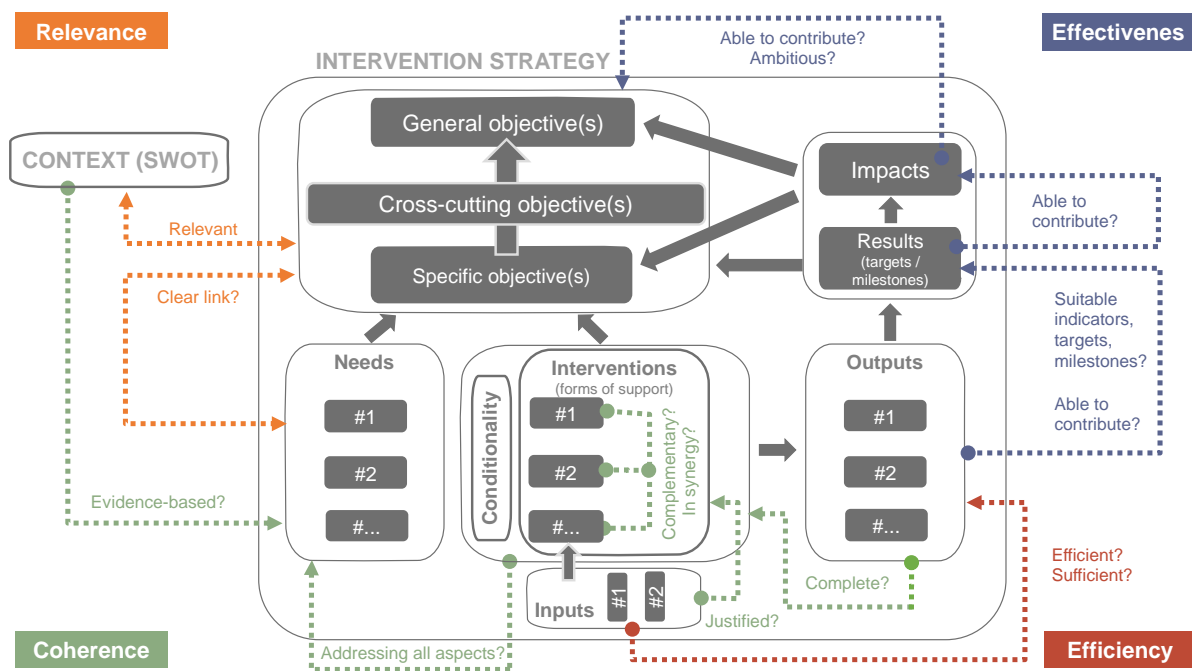 Relevance
Effectivenes
Able to contribute?
Ambitious?
INTERVENTION STRATEGY
General objective(s)
CONTEXT (SWOT)
Impacts
Cross-cutting objective(s)
Able to
contribute?
Relevant
Results
(targets /
milestones)
Specific objective(s)
Clear link?
Suitable
indicators,
targets,
milestones?
Able to
contribute?
Needs
#1
#2
#...
Conditionality
Interventions
(forms of support)
#1
#2
#...
Complementary?
In synergy?
Outputs
#1
#2
#...
Evidence-based?
Efficient?
Sufficient?
Complete?
Inputs
#1
#2
Justified?
Coherence
Addressing all aspects?
Efficiency